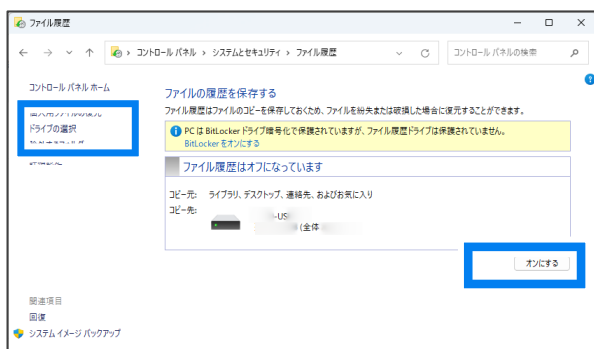 ファイル履歴
コントロール パネル › システムとセキュリティ › ファイル履歴
コントロール パネルの検索
コントロール パネル ホーム
ドライブの選択
ファイルの履歴を保存する
ファイル履歴はファイルのコピーを保存しておくため、ファイルを紛失または破損した場合に復元することができます。
PC は BitLocker ドライブ暗号化で保護されていますが、ファイル履歴ドライブは保護されていません。
BitLocker をオンにする
ファイル履歴はオフになっています
コピー元: ライブラリ、デスクトップ、連絡先、およびお気に入り
コピー先:
-US
(全体
オンにする
関連項目
回復
システム イメージ バックアップ